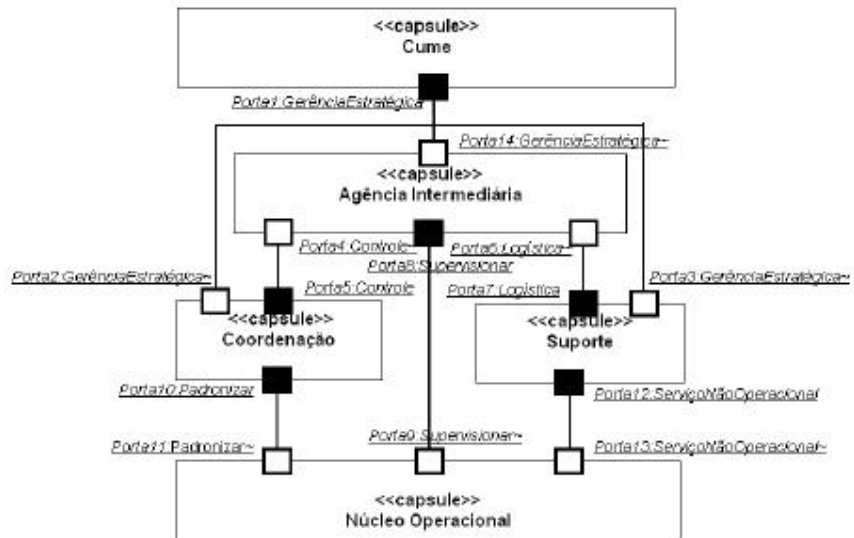 <<capsule>>
Cume
Porta1:GerênciaEstratégica
Porta14:GerênciaEstratégica~
<<capsule>>
Agência Intermediária
Porta4:Controle~
Porta6:Logística~
Porta8:Supervisionar
Porta2:GerênciaEstratégica~
Porta5:Controle
Porta7:Logística
Porta3:GerênciaEstratégica~
<<capsule>>
Coordenação
<<capsule>>
Suporte
Porta10:Padronizar
Porta12:ServiçoNãoOperacional
Porta11:Padronizar~
Porta9:Supervisionar~
Porta13:ServiçoNãoOperacional~
<<capsule>>
Núcleo Operacional